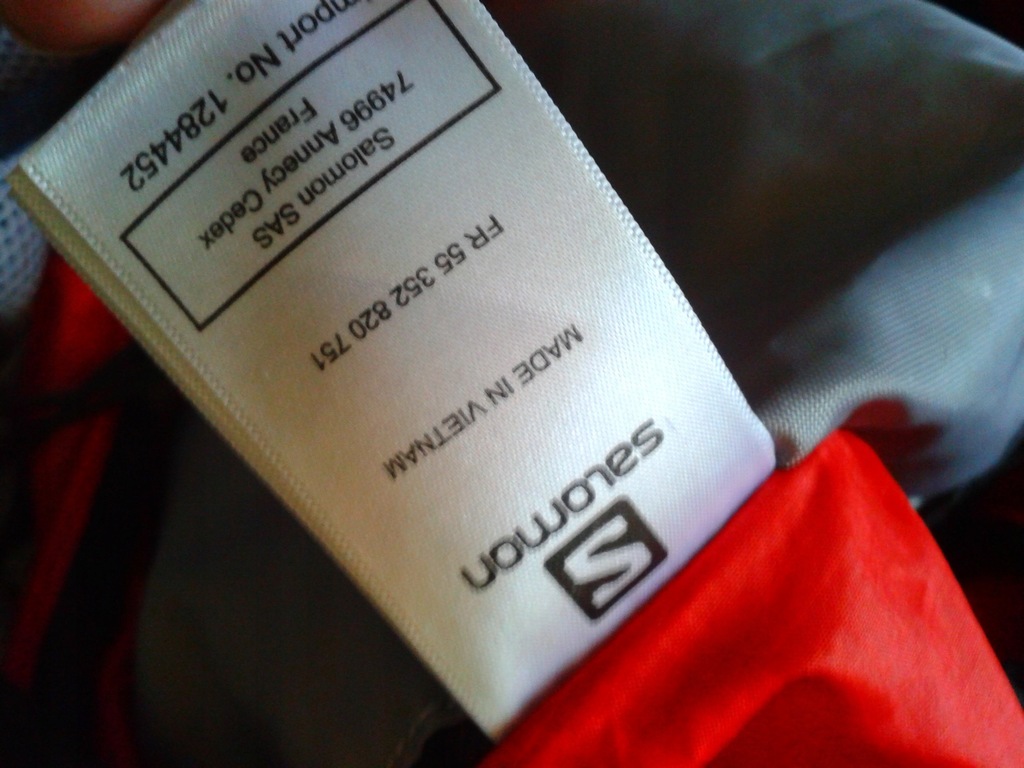 S
salomon
MADE IN VIETNAM
FR 55 352 820 751
Salomon SAS
74996 Annecy Cedex
France
Import No. 1284452